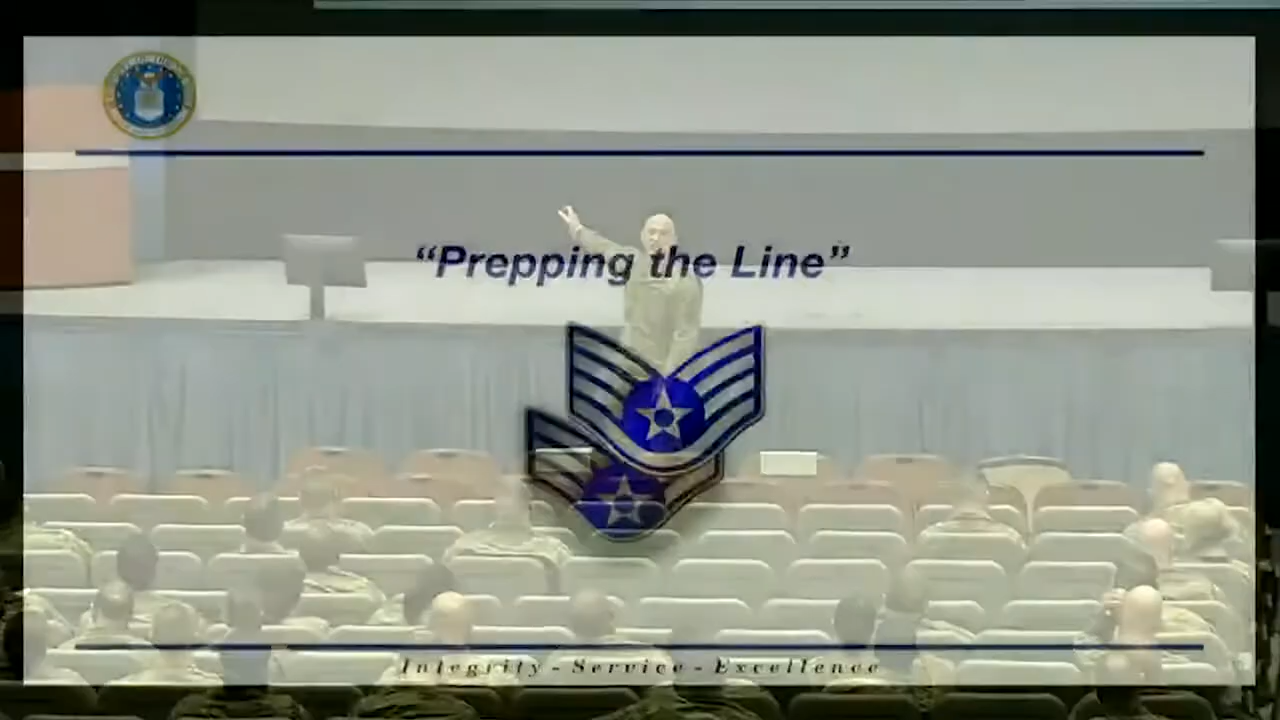 “Prepping the Line”
Integrity - Service - Excellence